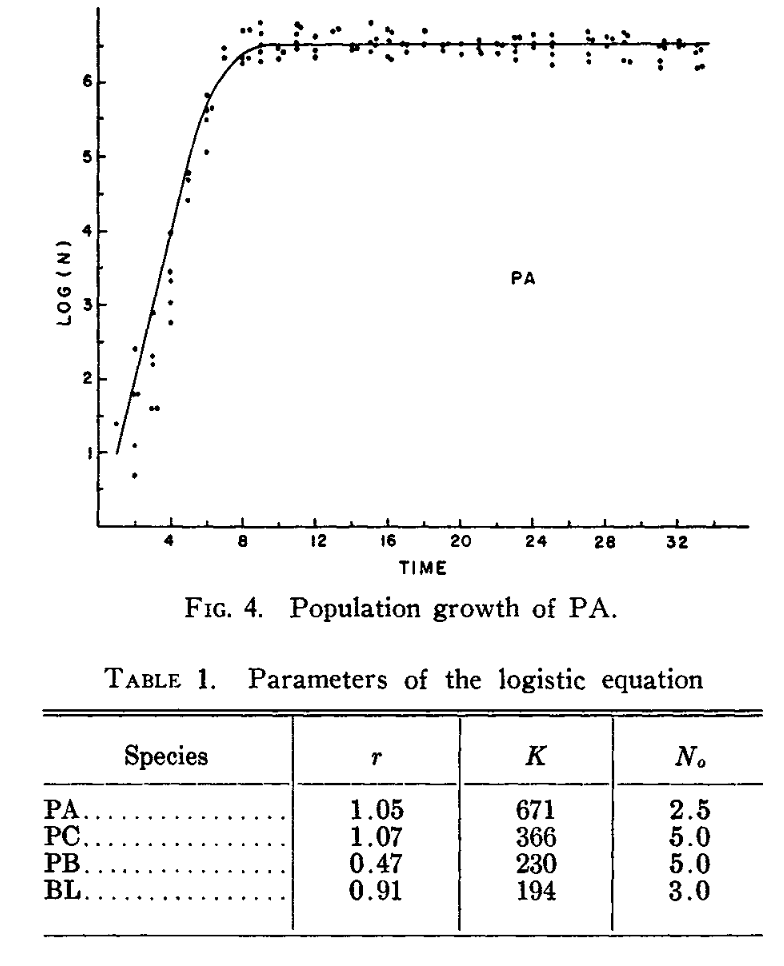 6
5
4
3
2
1
LOG (N)
PA
4 8 12 16 20 24 28 32
TIME
FIG. 4. Population growth of PA.
TABLE 1. Parameters of the logistic equation
Species r K Nₒ
PA................. 1.05 671 2.5
PC................. 1.07 366 5.0
PB................. 0.47 230 5.0
BL................. 0.91 194 3.0